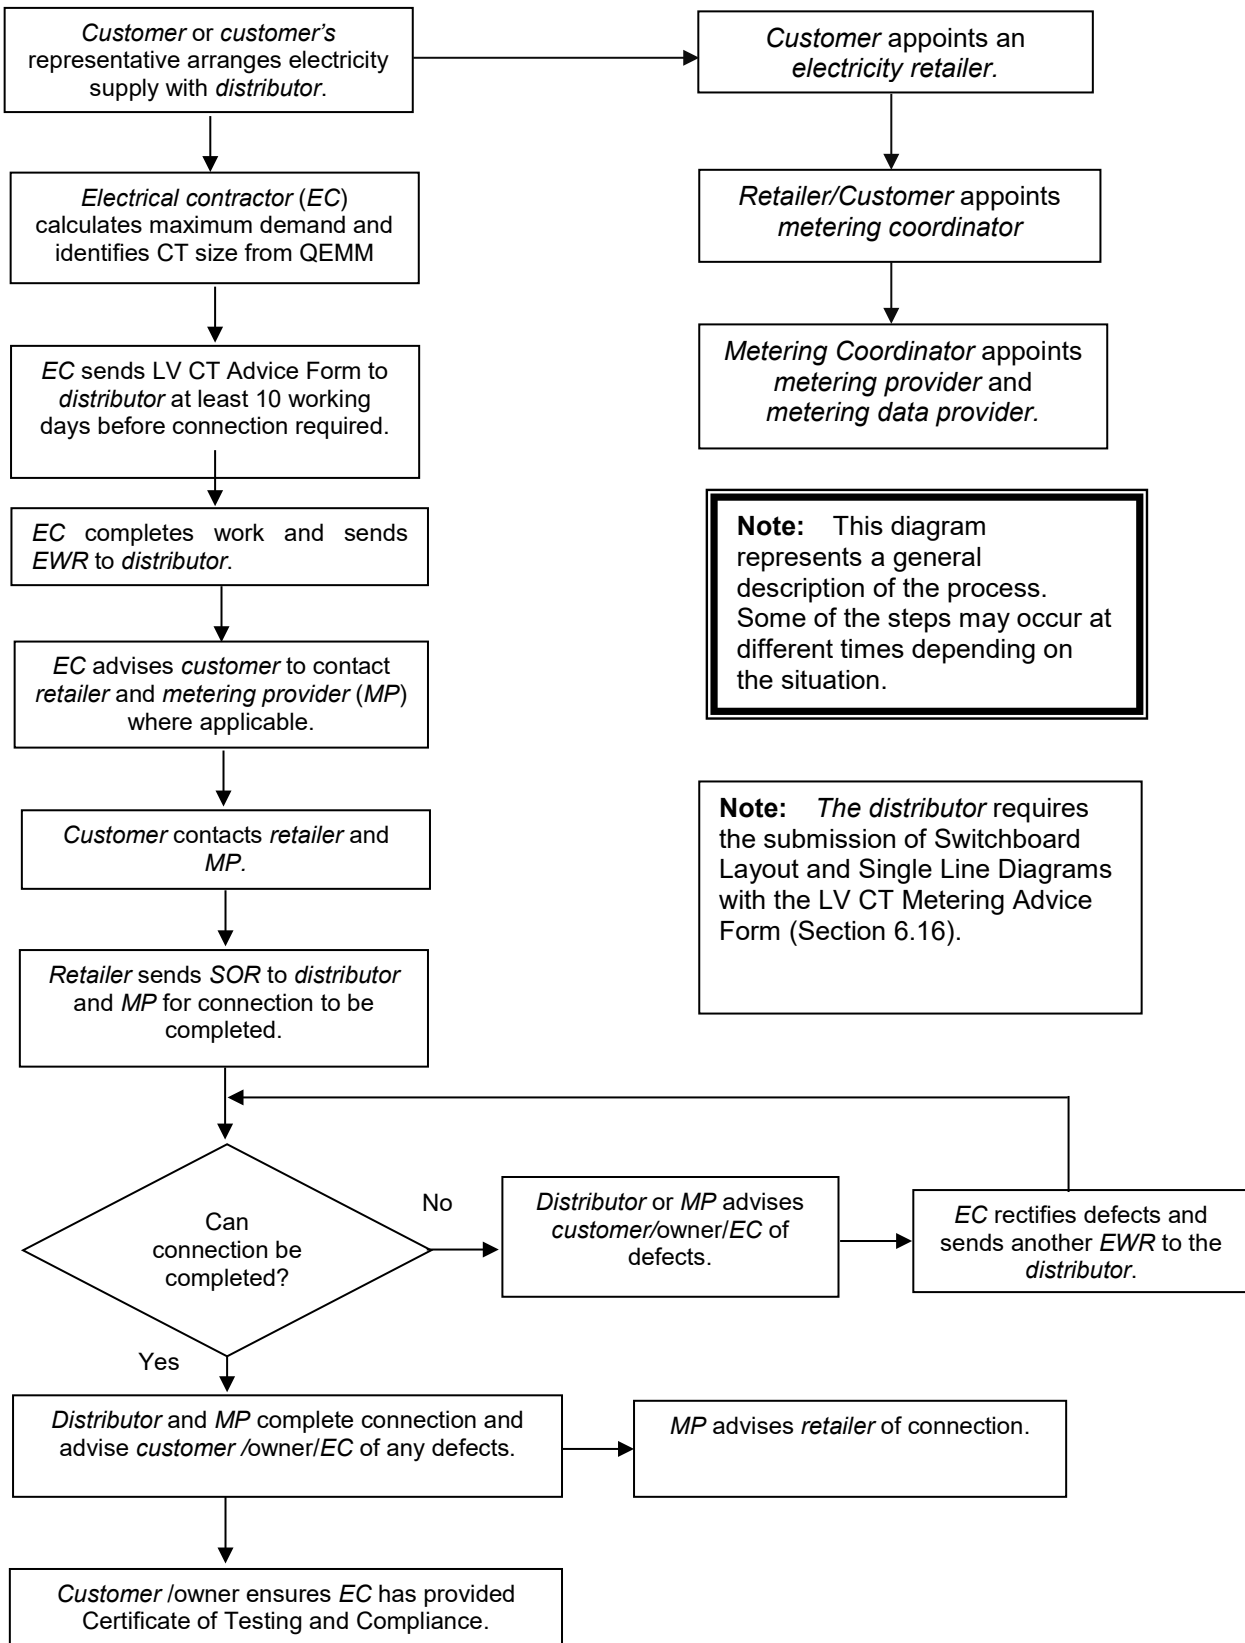 Customer or customer’s
representative arranges electricity
supply with distributor.
Customer appoints an
electricity retailer.
Electrical contractor (EC)
calculates maximum demand and
identifies CT size from QEMM
Retailer/Customer appoints
metering coordinator
EC sends LV CT Advice Form to
distributor at least 10 working
days before connection required.
Metering Coordinator appoints
metering provider and
metering data provider.
EC completes work and sends
EWR to distributor.
Note: This diagram
represents a general
description of the process.
Some of the steps may occur at
different times depending on
the situation.
EC advises customer to contact
retailer and metering provider (MP)
where applicable.
Customer contacts retailer and
MP.
Note: The distributor requires
the submission of Switchboard
Layout and Single Line Diagrams
with the LV CT Metering Advice
Form (Section 6.16).
Retailer sends SOR to distributor
and MP for connection to be
completed.
Can
connection be
completed?
No
Distributor or MP advises
customer/owner/EC of
defects.
EC rectifies defects and
sends another EWR to the
distributor.
Yes
Distributor and MP complete connection and
advise customer /owner/EC of any defects.
MP advises retailer of connection.
Customer /owner ensures EC has provided
Certificate of Testing and Compliance.